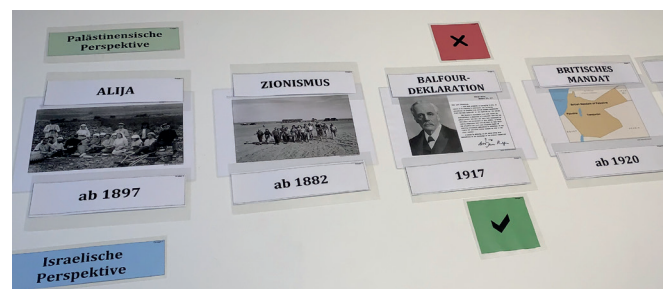 Palästinensische
Perspektive
ALIJA
ab 1897
ZIONISMUS
ab 1882
BALFOUR-
DEKLARATION
1917
BRITISCHES
MANDAT
ab 1920
Israelische
Perspektive